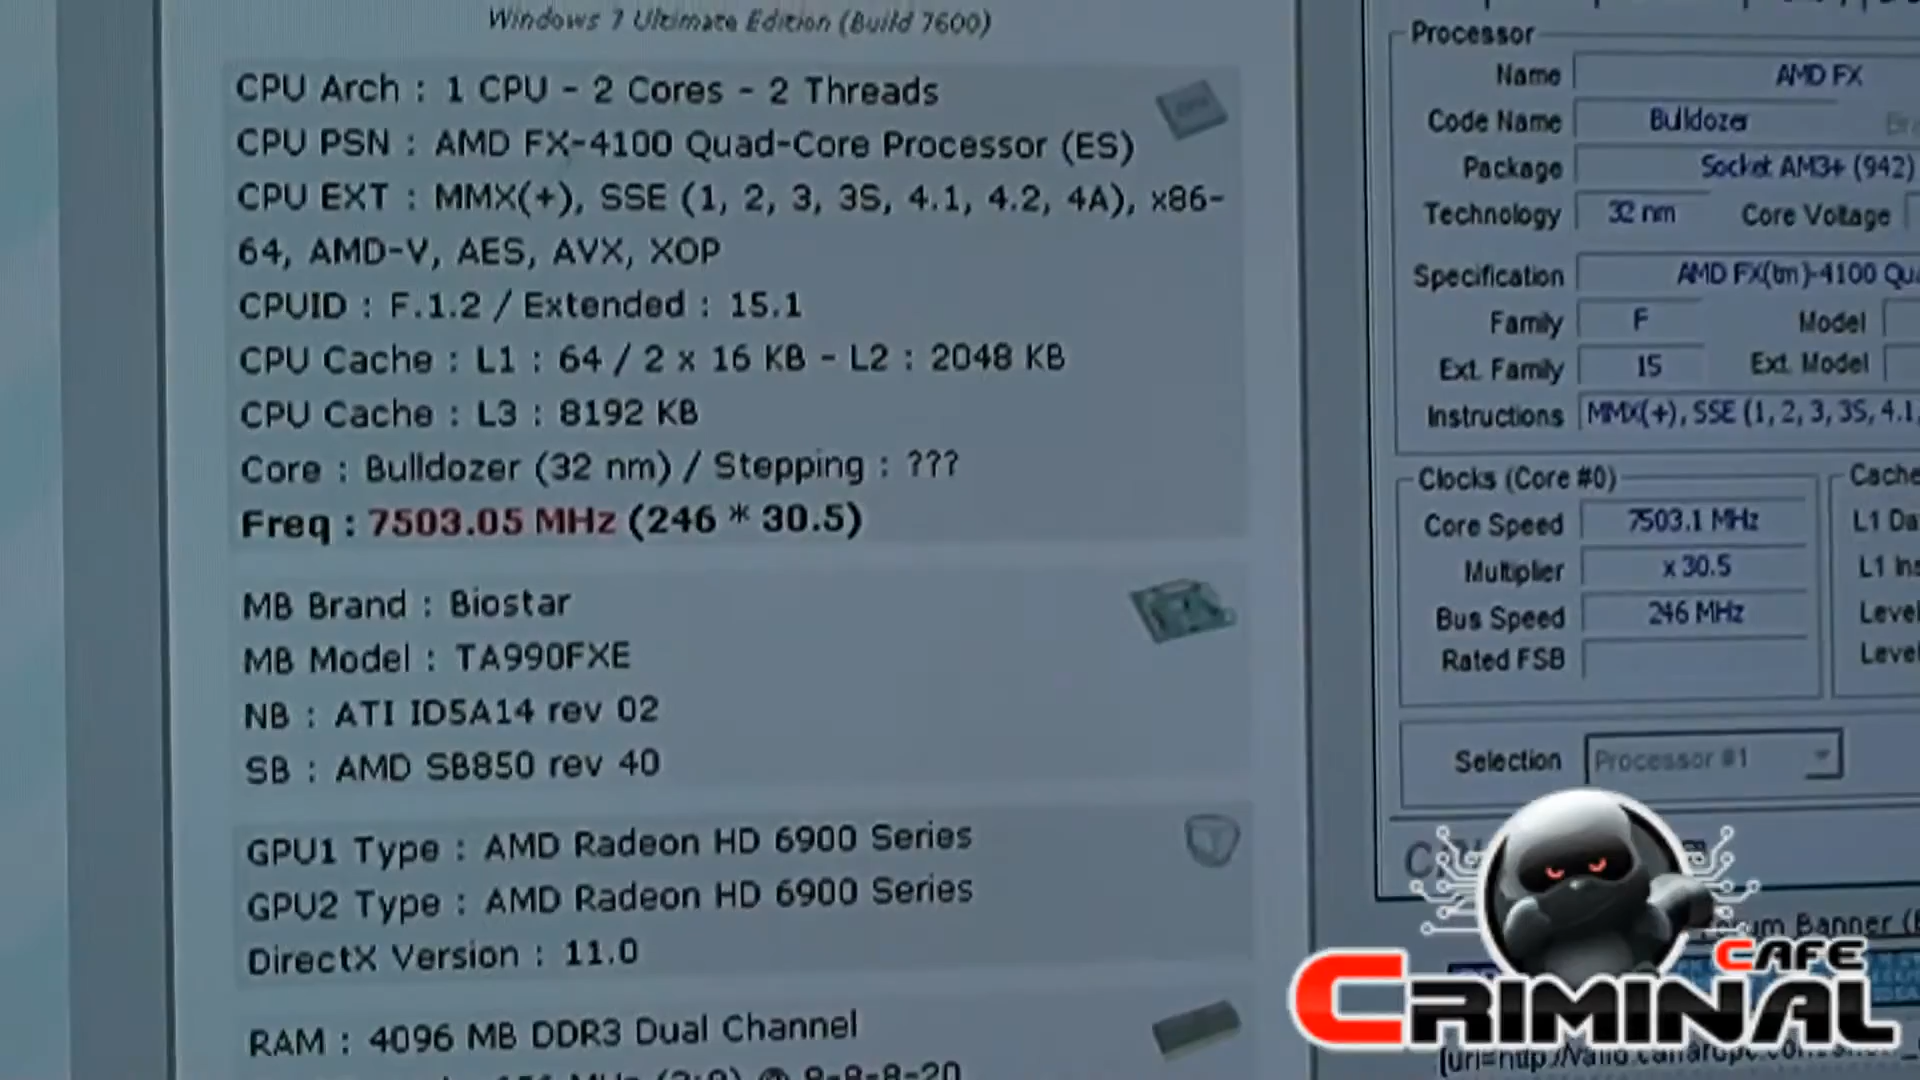 Windows 7 Ultimate Edition (Build 7600)
CPU Arch : 1 CPU - 2 Cores - 2 Threads
CPU PSN : AMD FX-4100 Quad-Core Processor (ES)
CPU EXT : MMX(+), SSE (1, 2, 3, 3S, 4.1, 4.2, 4A), x86-
64, AMD-V, AES, AVX, XOP
CPUID : F.1.2 / Extended : 15.1
CPU Cache : L1 : 64 / 2 x 16 KB - L2 : 2048 KB
CPU Cache : L3 : 8192 KB
Core : Bulldozer (32 nm) / Stepping : ???
Freq : 7503.05 MHz (246 * 30.5)
MB Brand : Biostar
MB Model : TA990FXE
NB : ATI ID5A14 rev 02
SB : AMD SB850 rev 40
GPU1 Type : AMD Radeon HD 6900 Series
GPU2 Type : AMD Radeon HD 6900 Series
DirectX Version : 11.0
RAM : 4096 MB DDR3 Dual Channel
8-8-8-20
Processor
Name AMD FX
Code Name Bulldozer
Package Socket AM3+ (942)
Technology 32 nm Core Voltage
Specification AMD FX(tm)-4100
Family F Model
Ext. Family 15 Ext. Model
Instructions MMX(+), SSE (1, 2, 3, 3S, 4.1,
Clocks (Core #0)
Core Speed 7503.1 MHz
Multiplier x 30.5
Bus Speed 246 MHz
Rated FSB
Cache
L1
L1
Level
Level
Selection Processor #1
Banner
CAFE
CRIMINAL